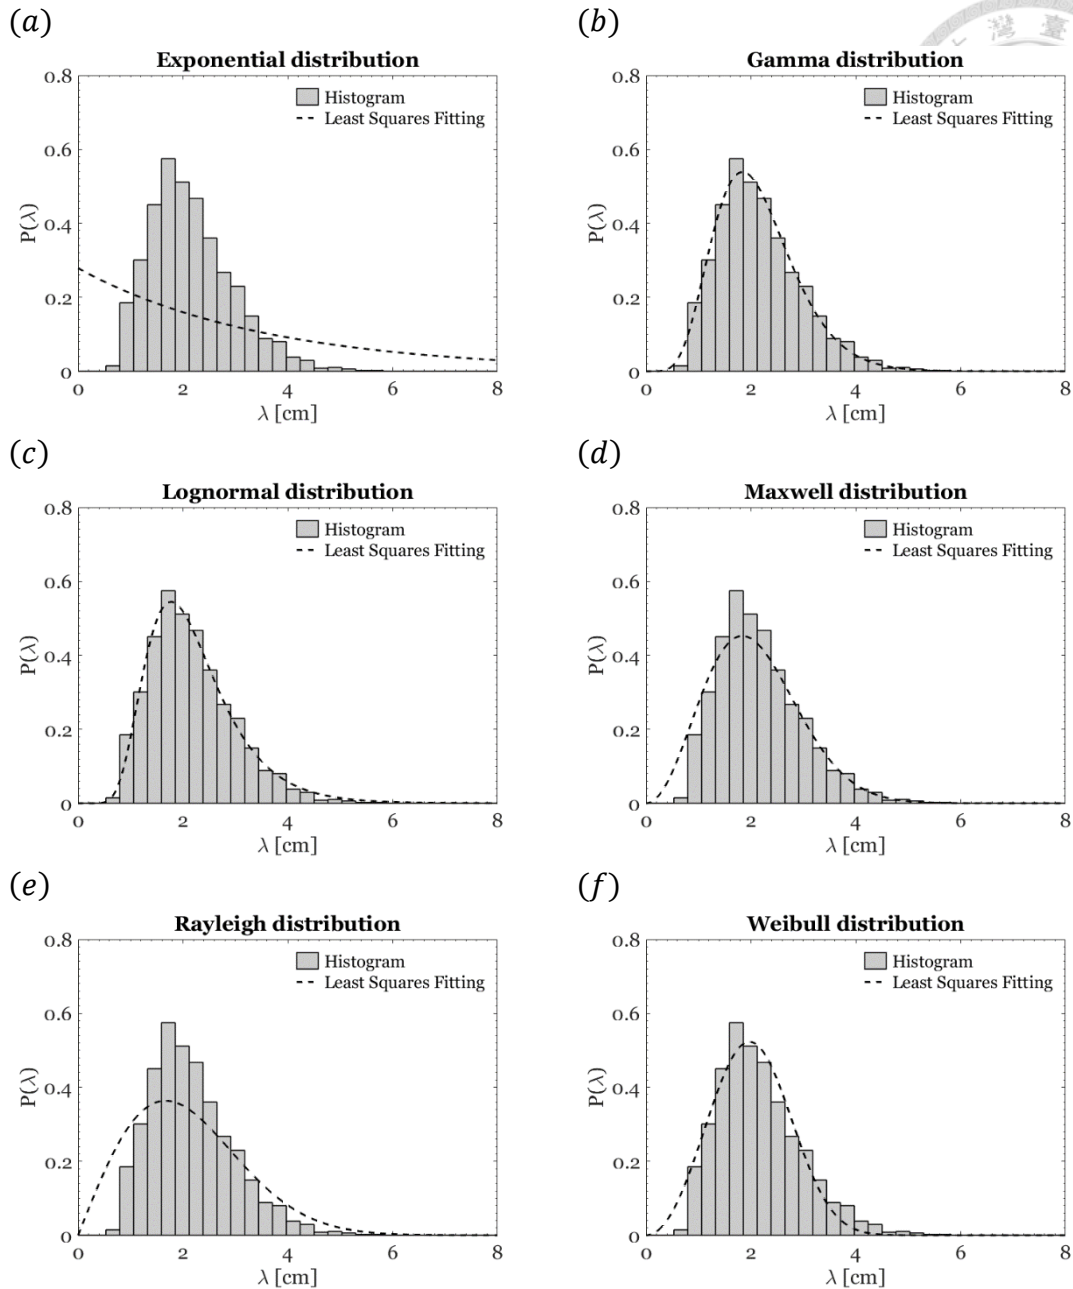 (a)
Exponential distribution
0.8
0.6
0.4
0.2
0
P(λ)
Histogram
Least Squares Fitting
0 2 4 6 8
λ [cm]
(b)
灣 臺
Gamma distribution
0.8
0.6
0.4
0.2
0
P(λ)
Histogram
Least Squares Fitting
0 2 4 6 8
λ [cm]
(c)
Lognormal distribution
0.8
0.6
0.4
0.2
0
P(λ)
Histogram
Least Squares Fitting
0 2 4 6 8
λ [cm]
(d)
Maxwell distribution
0.8
0.6
0.4
0.2
0
P(λ)
Histogram
Least Squares Fitting
0 2 4 6 8
λ [cm]
(e)
Rayleigh distribution
0.8
0.6
0.4
0.2
0
P(λ)
Histogram
Least Squares Fitting
0 2 4 6 8
λ [cm]
(f)
Weibull distribution
0.8
0.6
0.4
0.2
0
P(λ)
Histogram
Least Squares Fitting
0 2 4 6 8
λ [cm]